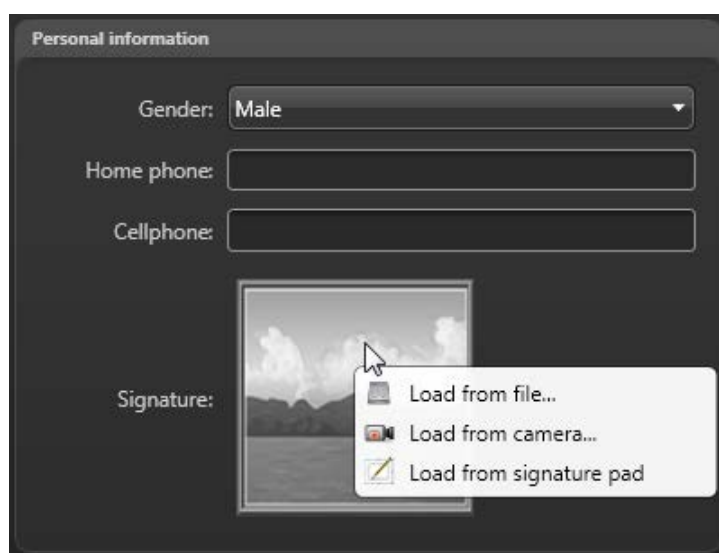 Personal information
Gender: Male
Home phone:
Cellphone:
Signature:
Load from file...
Load from camera...
Load from signature pad